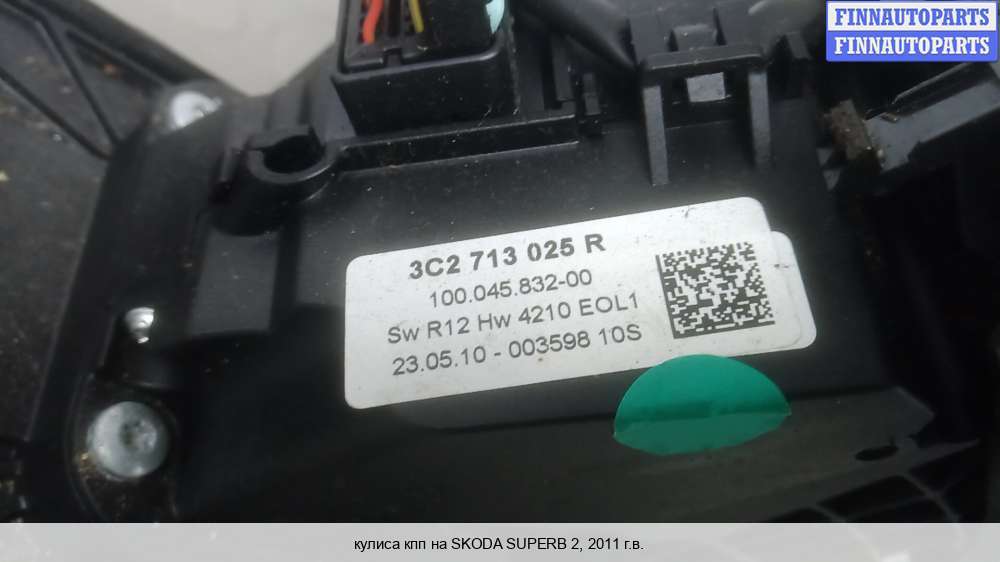 FINNAUTOPARTS
FINNAUTOPARTS
3C2 713 025 R
100.045.832-00
Sw R12 Hw 4210 EOL1
23.05.10 - 003598 10S
кулиса кпп на SKODA SUPERB 2, 2011 г.в.